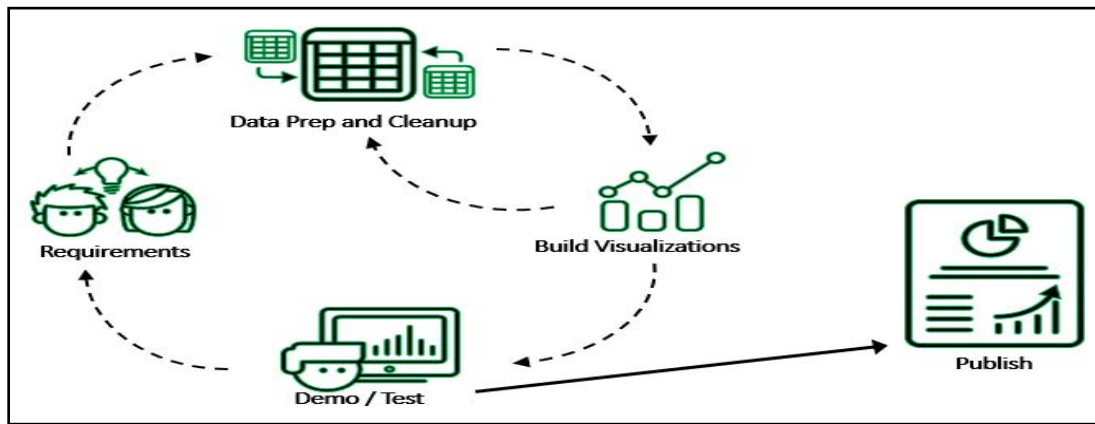 Data Prep and Cleanup
Requirements
Build Visualizations
Demo / Test
Publish